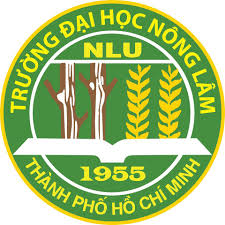 TRƯỜNG ĐẠI HỌC NÔNG LÂM
NLU
1955
THÀNH PHỐ HỒ CHÍ MINH